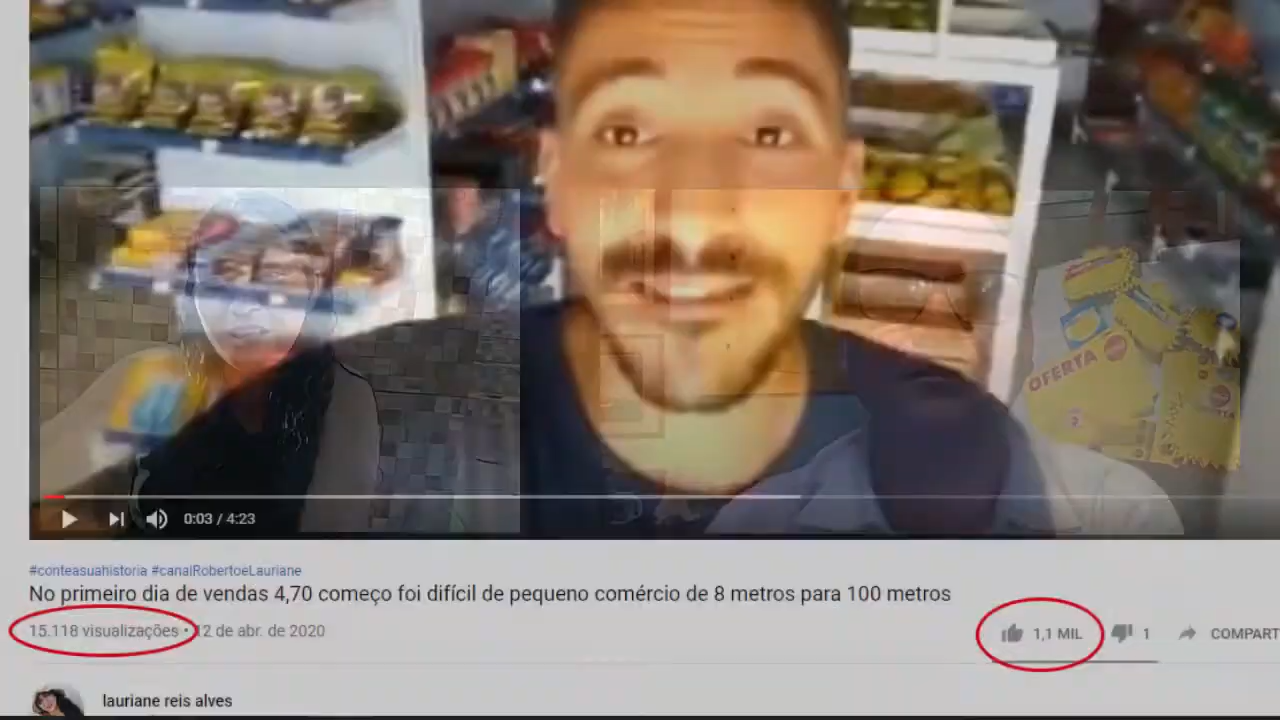 OFERTA
0:03 / 4:23
#conteasuahistoria #canalRobertoeLauriane
No primeiro dia de vendas 4,70 começo foi difícil de pequeno comércio de 8 metros para 100 metros
15.118 visualizações • 12 de abr. de 2020
1,1 MIL 1 COMPART
lauriane reis alves